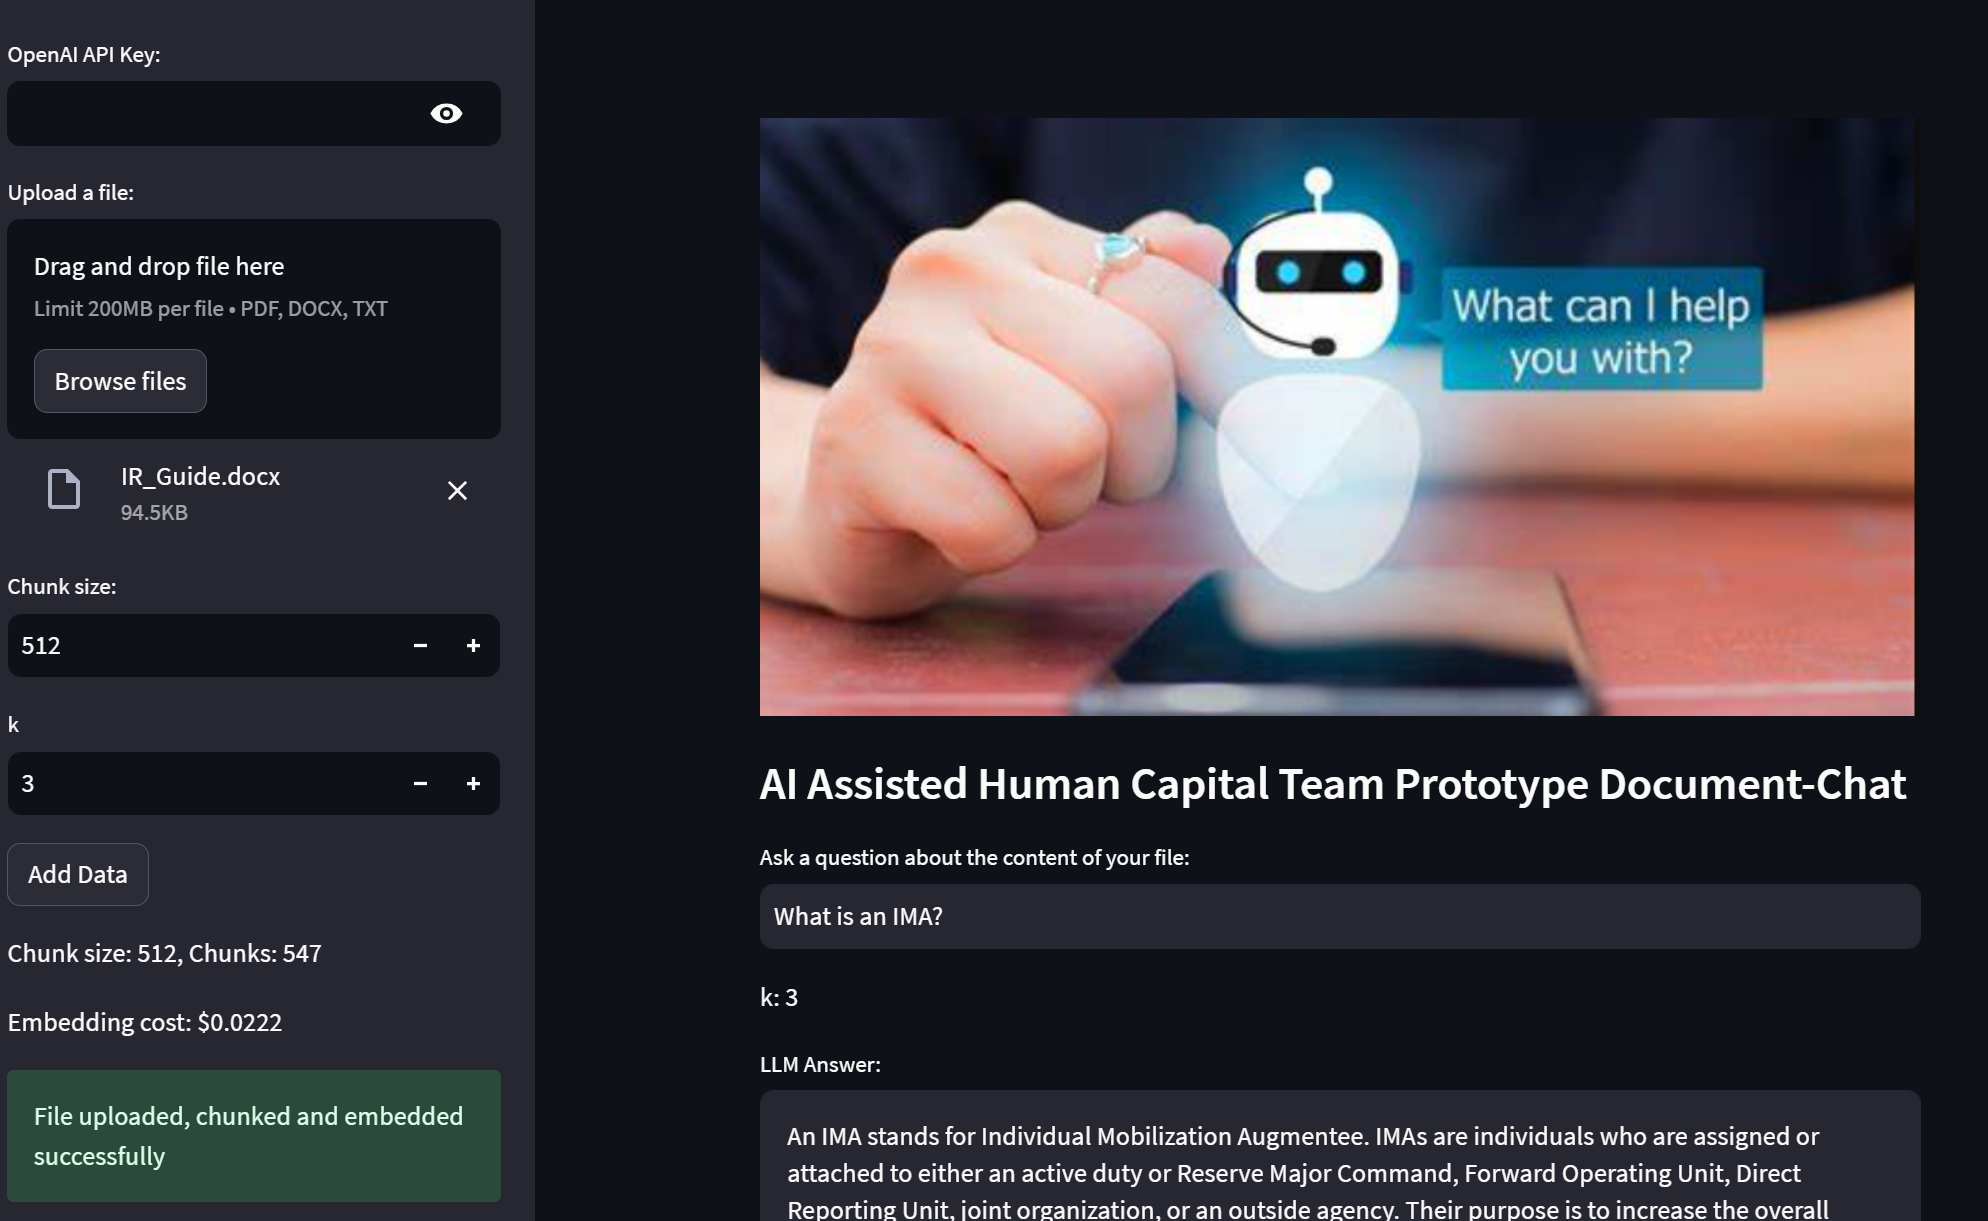 OpenAI API Key:
Upload a file:
Drag and drop file here
Limit 200MB per file • PDF, DOCX, TXT
Browse files
IR_Guide.docx
94.5KB
Chunk size:
512
k
3
Add Data
Chunk size: 512, Chunks: 547
Embedding cost: $0.0222
File uploaded, chunked and embedded
successfully
What can I help
you with?
AI Assisted Human Capital Team Prototype Document-Chat
Ask a question about the content of your file:
What is an IMA?
k: 3
LLM Answer:
An IMA stands for Individual Mobilization Augmentee. IMAs are individuals who are assigned or
attached to either an active duty or Reserve Major Command, Forward Operating Unit, Direct
Reporting Unit, joint organization, or an outside agency. Their purpose is to increase the overall